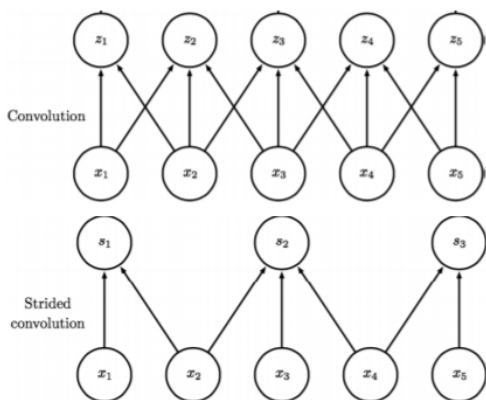 z₁ z₂ z₃ z₄ z₅
Convolution
x₁ x₂ x₃ x₄ x₅
s₁ s₂ s₃
Strided
convolution
x₁ x₂ x₃ x₄ x₅